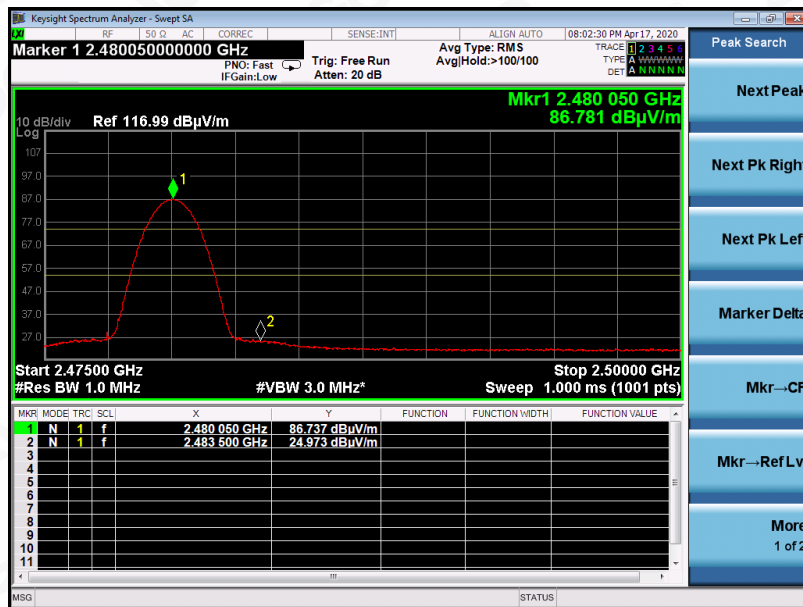 Keysight Spectrum Analyzer - Swept SA
LXI RF 50 Ω AC CORREC SENSE:INT ALIGN AUTO 08:02:30 PM Apr 17, 2020
Marker 1 2.480050000000 GHz
PNO: Fast
IFGain:Low
Trig: Free Run
Atten: 20 dB
Avg Type: RMS
Avg|Hold:>100/100
TRACE 1 2 3 4 5 6
TYPE A WWWWW
DET A N N N N N
Mkr1 2.480 050 GHz
86.781 dBµV/m
10 dB/div Ref 116.99 dBµV/m
Log
107
97.0
87.0
77.0
67.0
57.0
47.0
37.0
27.0
1
2
Start 2.47500 GHz Stop 2.50000 GHz
#Res BW 1.0 MHz #VBW 3.0 MHz* Sweep 1.000 ms (1001 pts)
MKR MODE TRC SCL X Y FUNCTION FUNCTION WIDTH FUNCTION VALUE
1 N 1 f 2.480 050 GHz 86.737 dBµV/m
2 N 1 f 2.483 500 GHz 24.973 dBµV/m
3
4
5
6
7
8
9
10
11
MSG STATUS
Peak Search
Next Peak
Next Pk Right
Next Pk Left
Marker Delta
Mkr→CF
Mkr→Ref Lv
More
1 of 2